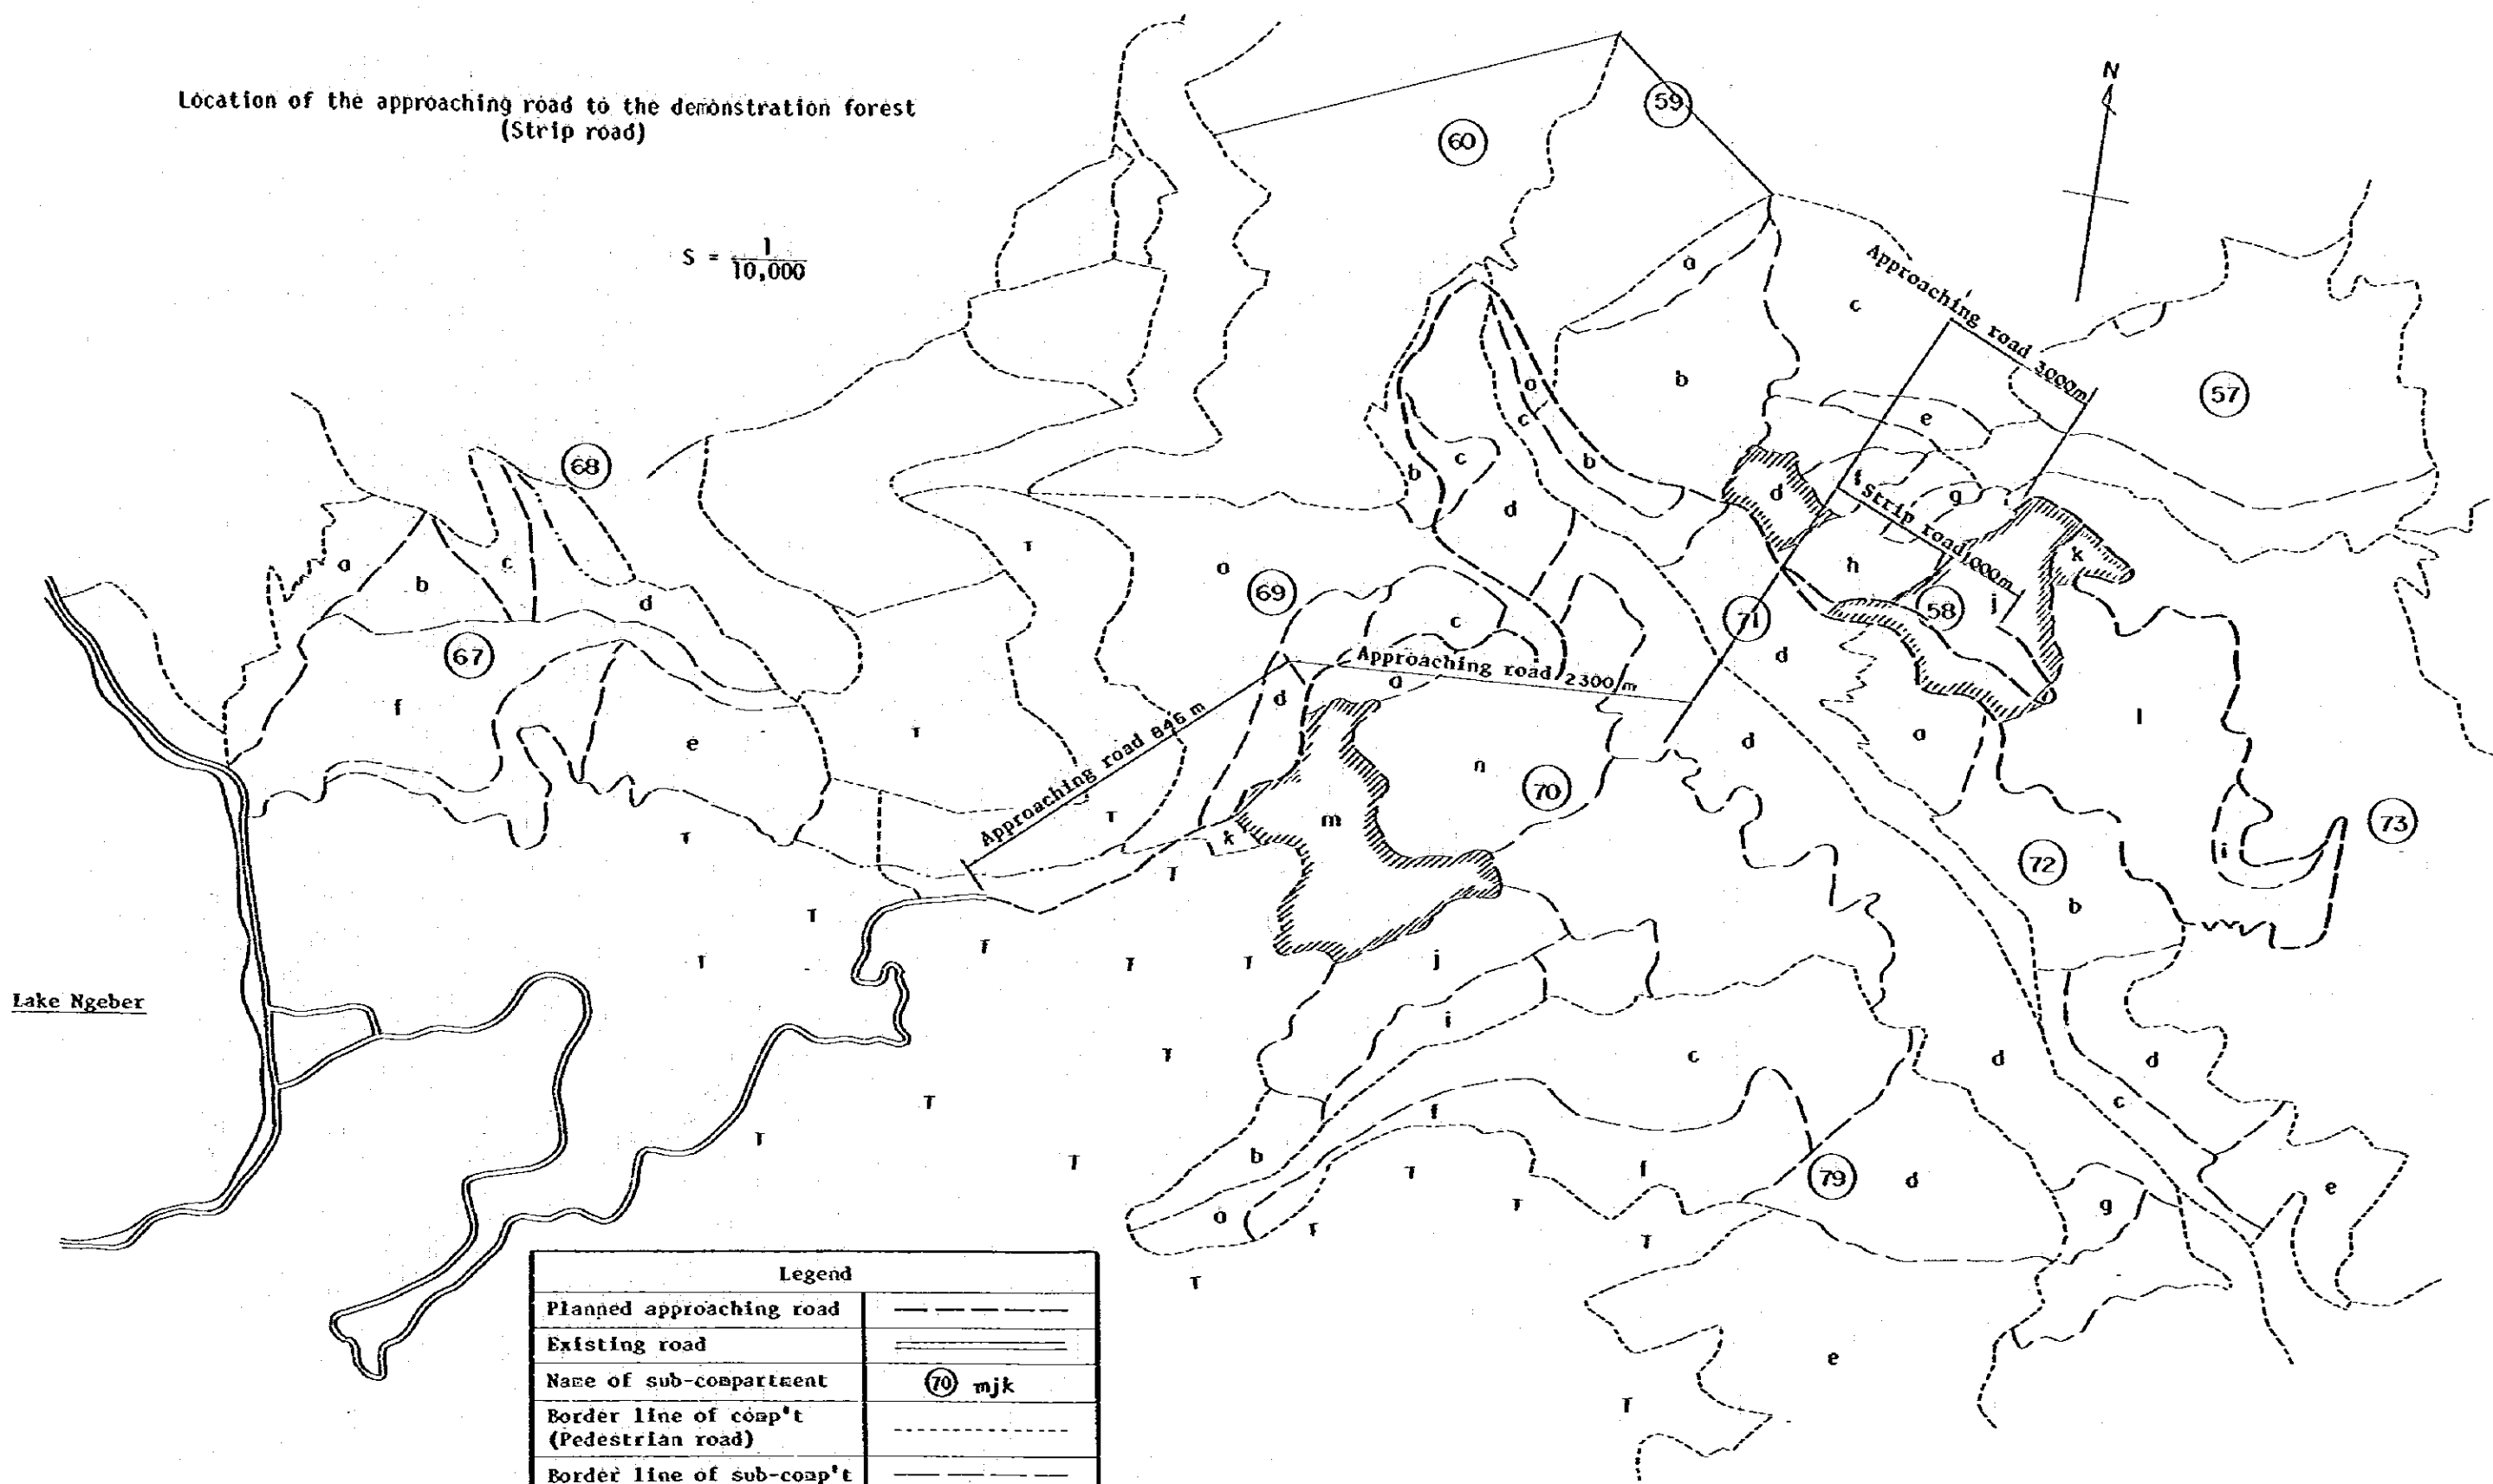 Location of the approaching road to the demonstration forest
(Strip road)
S = 1
10,000
N
59
60
a
Approaching road 3000m
c
57
b
a
c
e
68
b
c
b
d
d
f
Strip road 1000m
g
k
a
b
c
d
T
a
69
h
58
j
67
c
71
d
f
Approaching road 2300 m
a
d
l
e
T
Approaching road 846 m
d
a
n
70
T
m
k
73
T
T
72
i
b
T
T
T
T
T
j
Lake Ngeber
i
T
c
d
d
T
f
c
T
T
b
T
f
79
d
e
T
g
a
T
T
T
e
T
Legend
Planned approaching road
Existing road
Name of sub-compartment 70 mjk
Border line of comp't
(Pedestrian road)
Border line of sub-comp't